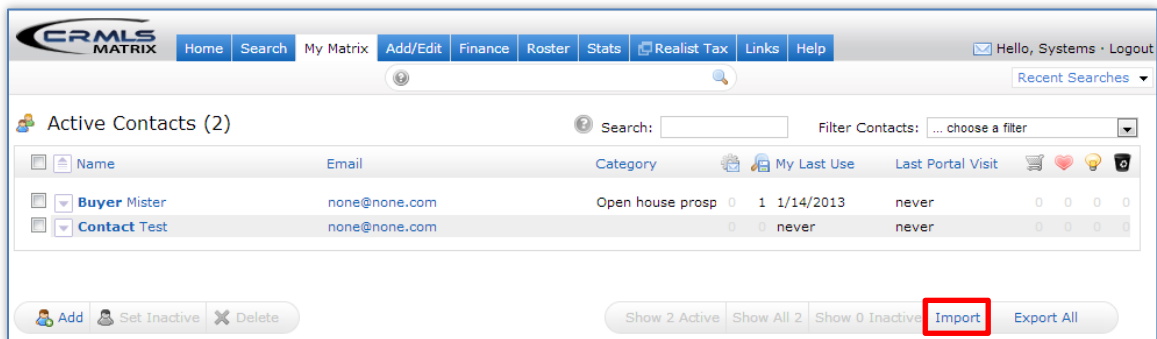 CRMLS
MATRIX
Home Search My Matrix Add/Edit Finance Roster Stats Realist Tax Links Help Hello, Systems · Logout
Recent Searches
Active Contacts (2) Search: Filter Contacts: ... choose a filter
Name Email Category My Last Use Last Portal Visit
Buyer Mister none@none.com Open house prosp 0 1 1/14/2013 never 0 0 0 0
Contact Test none@none.com 0 0 never never 0 0 0 0
Add Set Inactive Delete Show 2 Active Show All 2 Show 0 Inactive Import Export All